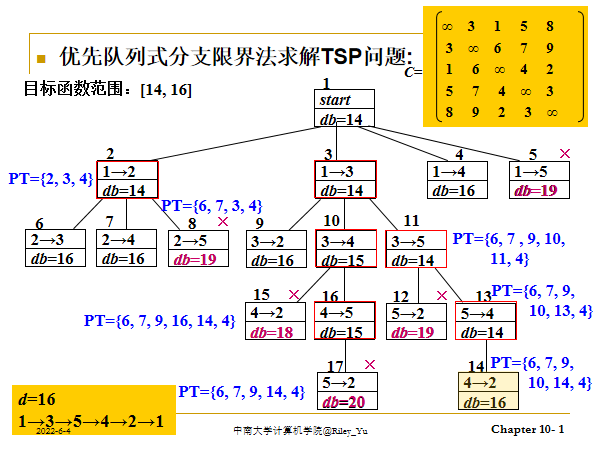 优先队列式分支限界法求解TSP问题:
C=
∞ 3 1 5 8
3 ∞ 6 7 9
1 6 ∞ 4 2
5 7 4 ∞ 3
8 9 2 3 ∞
目标函数范围：[14, 16]
1
start
db=14
2
1→2
db=14
3
1→3
db=14
4
1→4
db=16
5 ×
1→5
db=19
PT={2, 3, 4}
PT={6, 7, 3, 4}
6
2→3
db=16
7
2→4
db=16
8 ×
2→5
db=19
9
3→2
db=16
10
3→4
db=15
11
3→5
db=14
PT={6, 7 , 9, 10,
11, 4}
15 ×
4→2
db=18
16
4→5
db=15
12 ×
5→2
db=19
13
5→4
db=14
PT={6, 7, 9,
10, 13, 4}
PT={6, 7, 9, 16, 14, 4}
17 ×
5→2
db=20
14
4→2
db=16
PT={6, 7, 9,
10, 14, 4}
PT={6, 7, 9, 14, 4}
d=16
1→3→5→4→2→1
2022-6-4
中南大学计算机学院@Riley_Yu
Chapter 10- 1